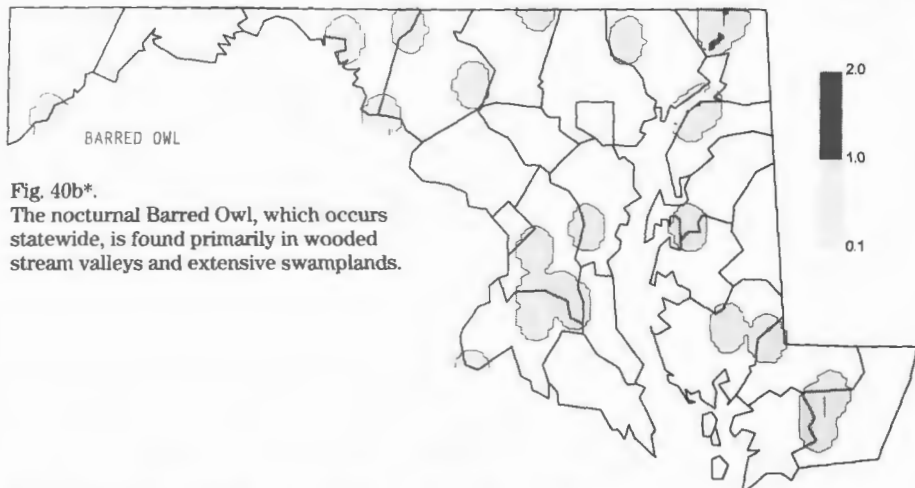 2.0
1.0
0.1
BARRED OWL
Fig. 40b*.
The nocturnal Barred Owl, which occurs
statewide, is found primarily in wooded
stream valleys and extensive swamplands.